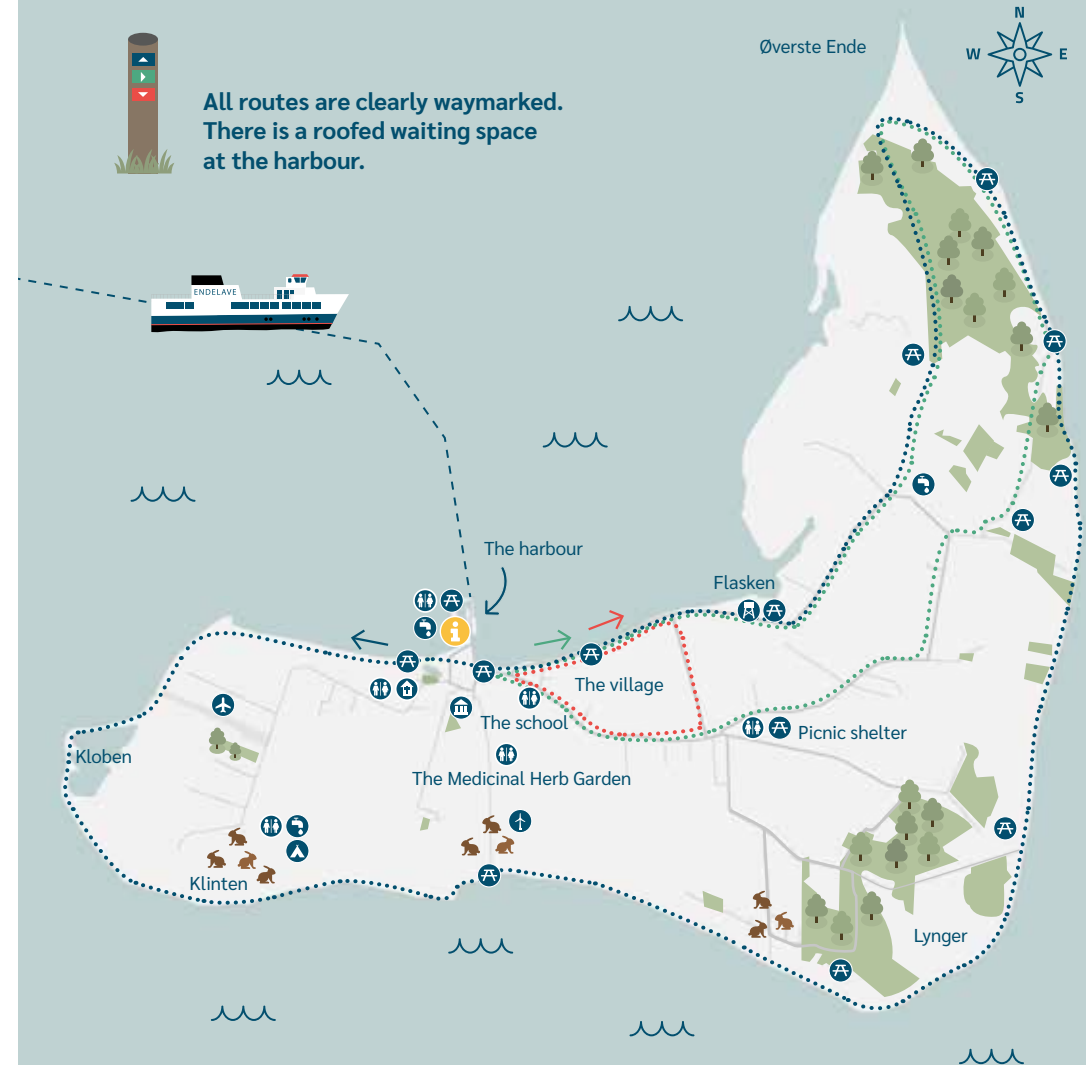 Øverste Ende
N
W
E
S
All routes are clearly waymarked.
There is a roofed waiting space
at the harbour.
ENDELAVE
The harbour
Flasken
The village
The school
Picnic shelter
Kloben
The Medicinal Herb Garden
Klinten
Lynger